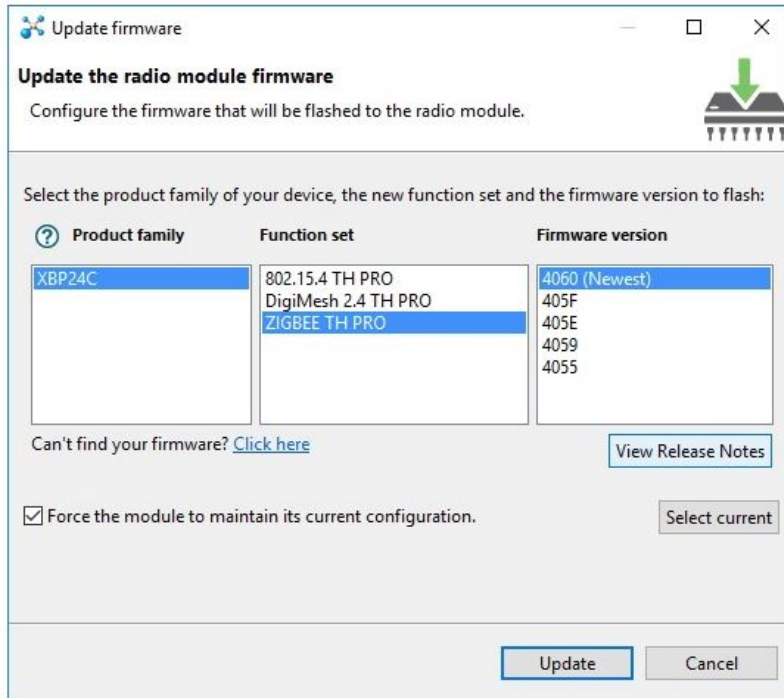 Update firmware
Update the radio module firmware
Configure the firmware that will be flashed to the radio module.
Select the product family of your device, the new function set and the firmware version to flash:
? Product family Function set Firmware version
XBP24C
802.15.4 TH PRO
DigiMesh 2.4 TH PRO
ZIGBEE TH PRO
4060 (Newest)
405F
405E
4059
4055
Can't find your firmware? Click here
View Release Notes
Force the module to maintain its current configuration.
Select current
Update Cancel